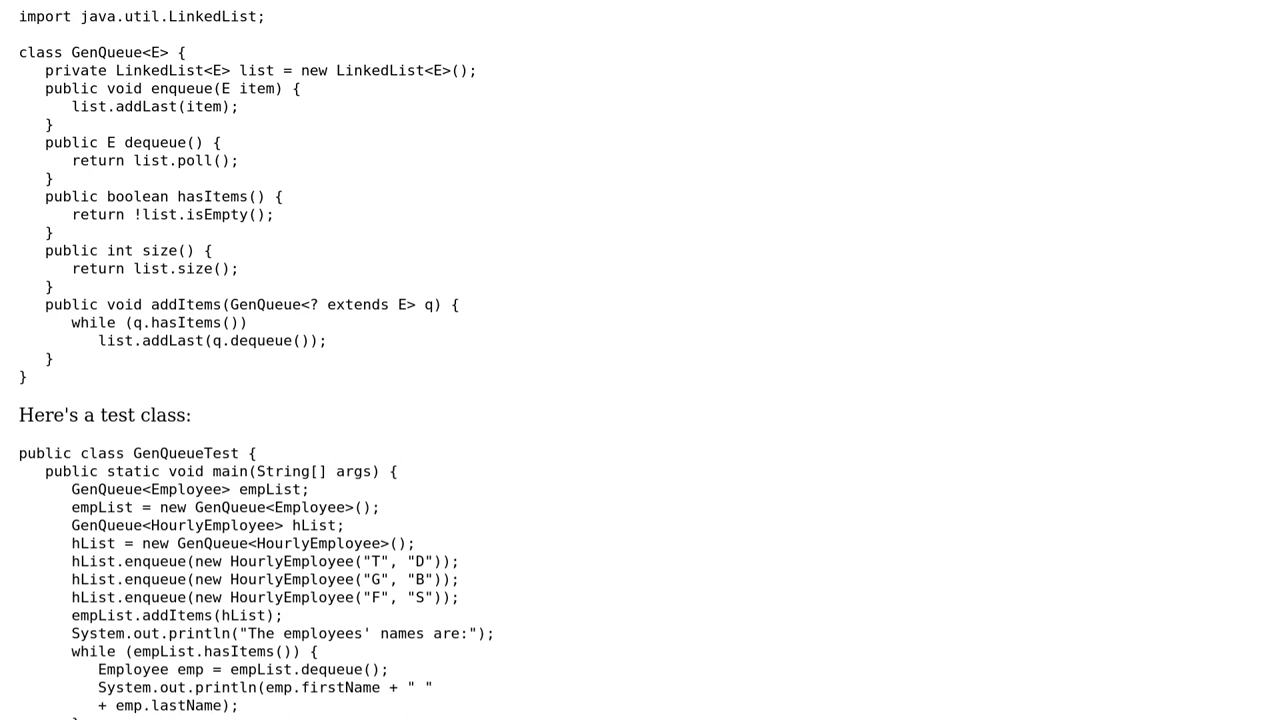 import java.util.LinkedList;
class GenQueue<E> {
   private LinkedList<E> list = new LinkedList<E>();
   public void enqueue(E item) {
      list.addLast(item);
   }
   public E dequeue() {
      return list.poll();
   }
   public boolean hasItems() {
      return !list.isEmpty();
   }
   public int size() {
      return list.size();
   }
   public void addItems(GenQueue<? extends E> q) {
      while (q.hasItems())
         list.addLast(q.dequeue());
   }
}
Here's a test class:
public class GenQueueTest {
   public static void main(String[] args) {
      GenQueue<Employee> empList;
      empList = new GenQueue<Employee>();
      GenQueue<HourlyEmployee> hList;
      hList = new GenQueue<HourlyEmployee>();
      hList.enqueue(new HourlyEmployee("T", "D"));
      hList.enqueue(new HourlyEmployee("G", "B"));
      hList.enqueue(new HourlyEmployee("F", "S"));
      empList.addItems(hList);
      System.out.println("The employees' names are:");
      while (empList.hasItems()) {
         Employee emp = empList.dequeue();
         System.out.println(emp.firstName + " "
         + emp.lastName);
      }